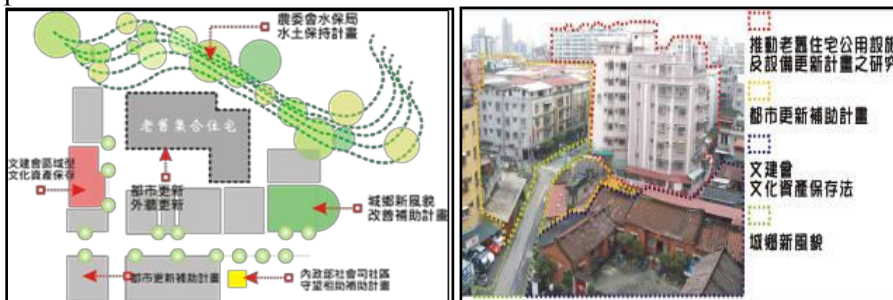 農委會水保局
水土保持計畫
老舊集合住宅
文建會區域型
文化資產保存
都市更新
外牆更新
城鄉新風貌
改善補助計畫
都市更新補助計畫
內政部社會司社區
守望相助補助計畫
推動老舊住宅公用設施
及設備更新計畫之研究
都市更新補助計畫
文建會
文化資產保存法
城鄉新風貌